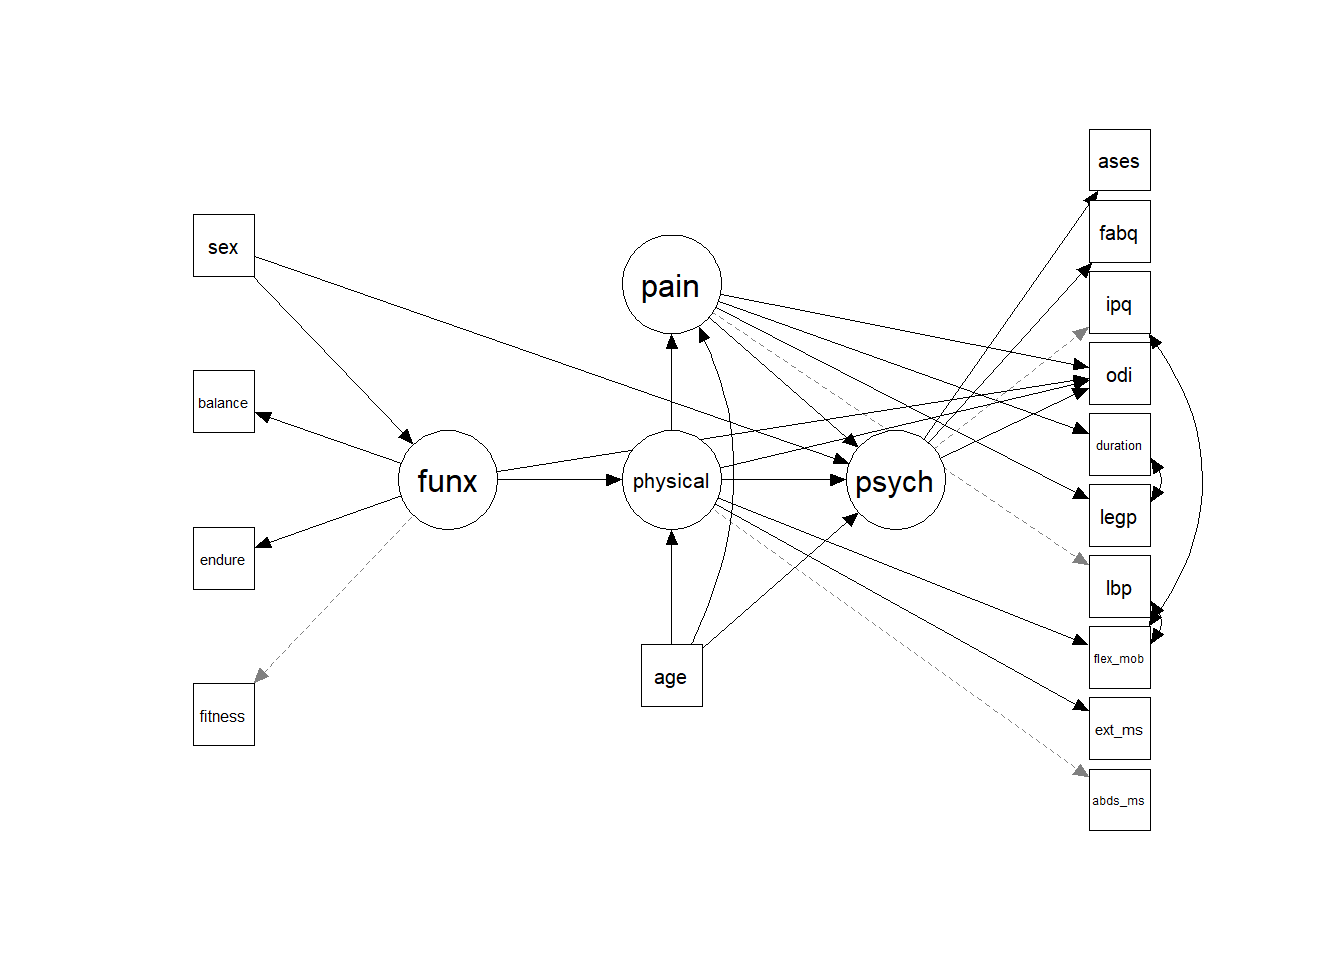 ases
fabq
sex
pain
ipq
odi
balance
duration
funx
physical
psych
legp
endure
lbp
flex_mob
age
fitness
ext_ms
abds_ms